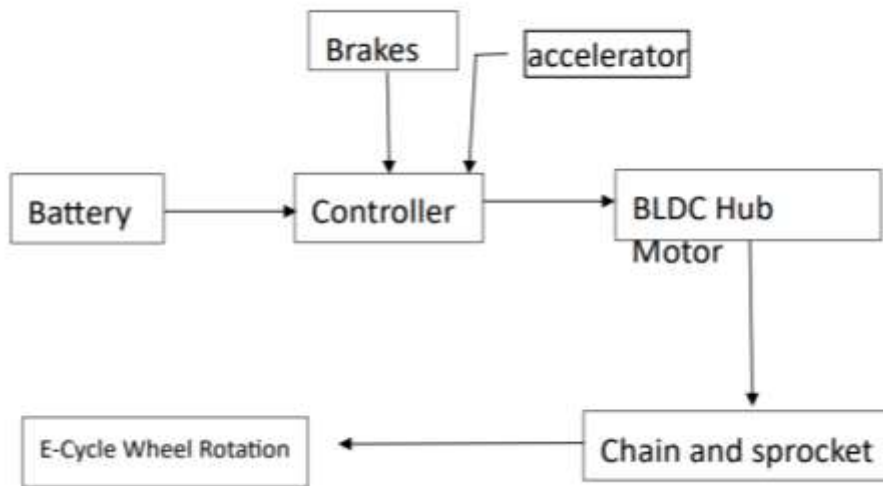 Brakes
accelerator
Battery
Controller
BLDC Hub
Motor
E-Cycle Wheel Rotation
Chain and sprocket